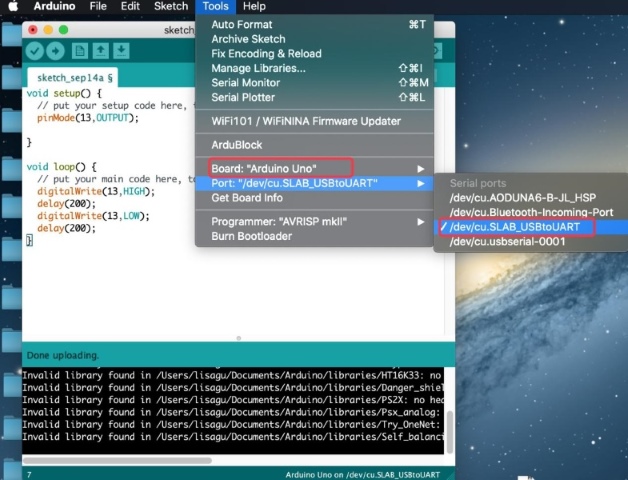 Arduino File Edit Sketch Tools Help
sketch
Auto Format ⌘T
Archive Sketch
Fix Encoding & Reload
Manage Libraries... ⇧⌘I
Serial Monitor ⇧⌘M
Serial Plotter ⇧⌘L
WiFi101 / WiFiNINA Firmware Updater
ArduBlock
Board: "Arduino Uno"
Port: "/dev/cu.SLAB_USBtoUART"
Get Board Info
Programmer: "AVRISP mkII"
Burn Bootloader
Serial ports
/dev/cu.AODUNA6-B-JL_HSP
/dev/cu.Bluetooth-Incoming-Port
✓ /dev/cu.SLAB_USBtoUART
/dev/cu.usbserial-0001
sketch_sep14a §
void setup() {
// put your setup code here,
pinMode(13,OUTPUT);
}
void loop() {
// put your main code here, to
digitalWrite(13,HIGH);
delay(200);
digitalWrite(13,LOW);
delay(200);
}
Done uploading.
Invalid library found in /Users/lisagu/Documents/Arduino/libraries/HT16K33: no
Invalid library found in /Users/lisagu/Documents/Arduino/libraries/Danger_shiel
Invalid library found in /Users/lisagu/Documents/Arduino/libraries/PS2X: no hea
Invalid library found in /Users/lisagu/Documents/Arduino/libraries/Psx_analog:
Invalid library found in /Users/lisagu/Documents/Arduino/libraries/Try_OneNet:
Invalid library found in /Users/lisagu/Documents/Arduino/libraries/Self_balanci
7 Arduino Uno on /dev/cu.SLAB_USBtoUART